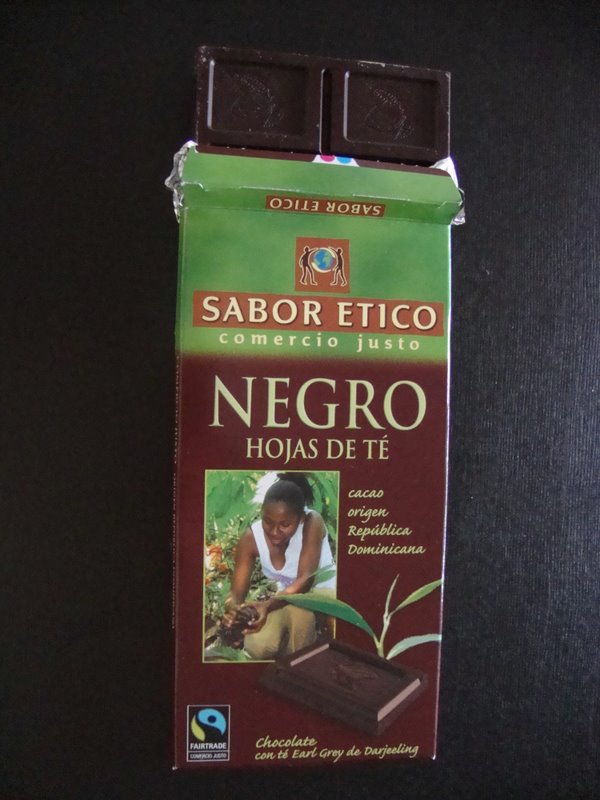 SABOR ETICO
SABOR ETICO
comercio justo
NEGRO
HOJAS DE TÉ
cacao
origen
República
Dominicana
FAIRTRADE
COMERCIO JUSTO
Chocolate
con té Earl Grey de Darjeeling